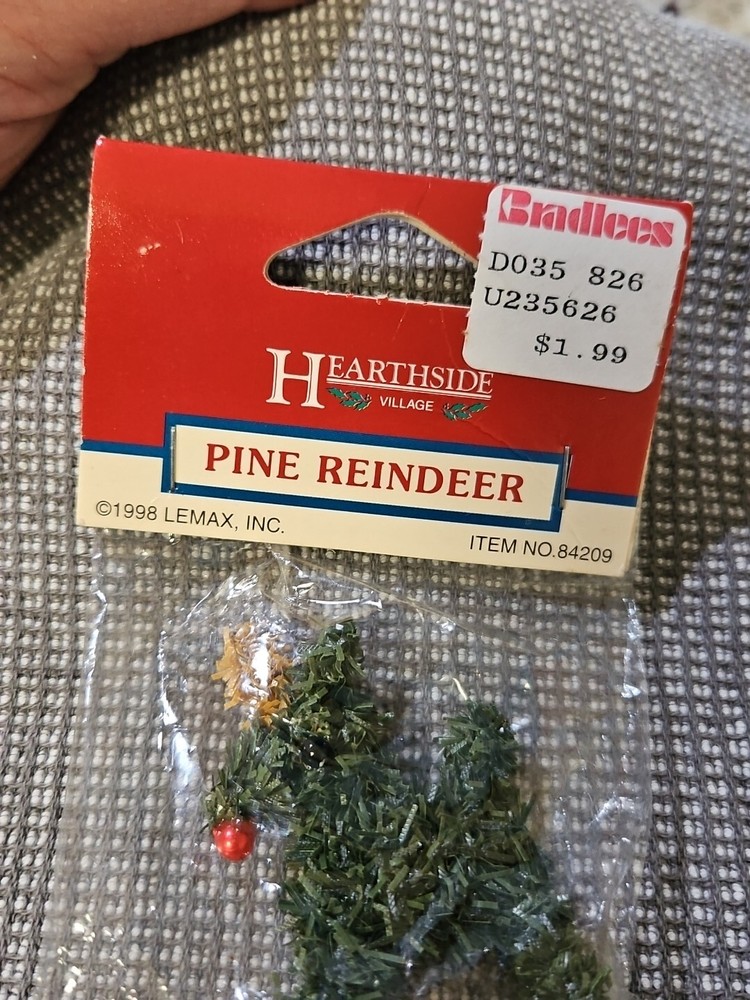 Bradlees
D035 826
U235626
$1.99
HEARTHSIDE
VILLAGE
PINE REINDEER
©1998 LEMAX, INC.
ITEM NO.84209